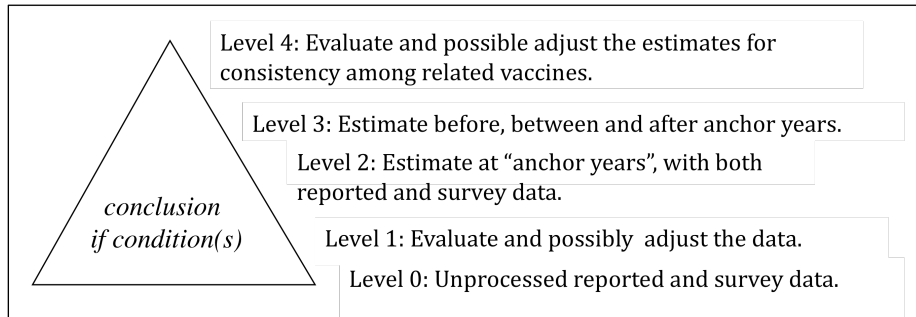 Level 4: Evaluate and possible adjust the estimates for
consistency among related vaccines.
Level 3: Estimate before, between and after anchor years.
Level 2: Estimate at “anchor years”, with both
reported and survey data.
conclusion
if condition(s)
Level 1: Evaluate and possibly  adjust the data.
Level 0: Unprocessed reported and survey data.